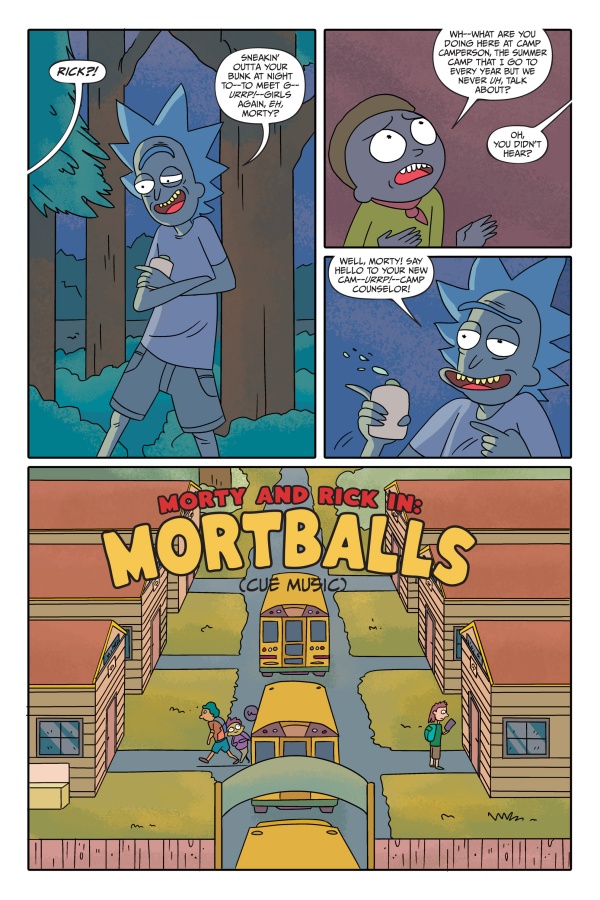 RICK?!
SNEAKIN'
OUTTA YOUR
BUNK AT NIGHT
TO--TO MEET G--
URRP!--GIRLS
AGAIN, EH,
MORTY?
WH--WHAT ARE YOU
DOING HERE AT CAMP
CAMPERSON, THE SUMMER
CAMP THAT I GO TO
EVERY YEAR BUT WE
NEVER UH, TALK
ABOUT?
OH,
YOU DIDN'T
HEAR?
WELL, MORTY! SAY
HELLO TO YOUR NEW
CAM--URRP!--CAMP
COUNSELOR!
MORTY AND RICK IN:
MORTBALLS
(CUE MUSIC)